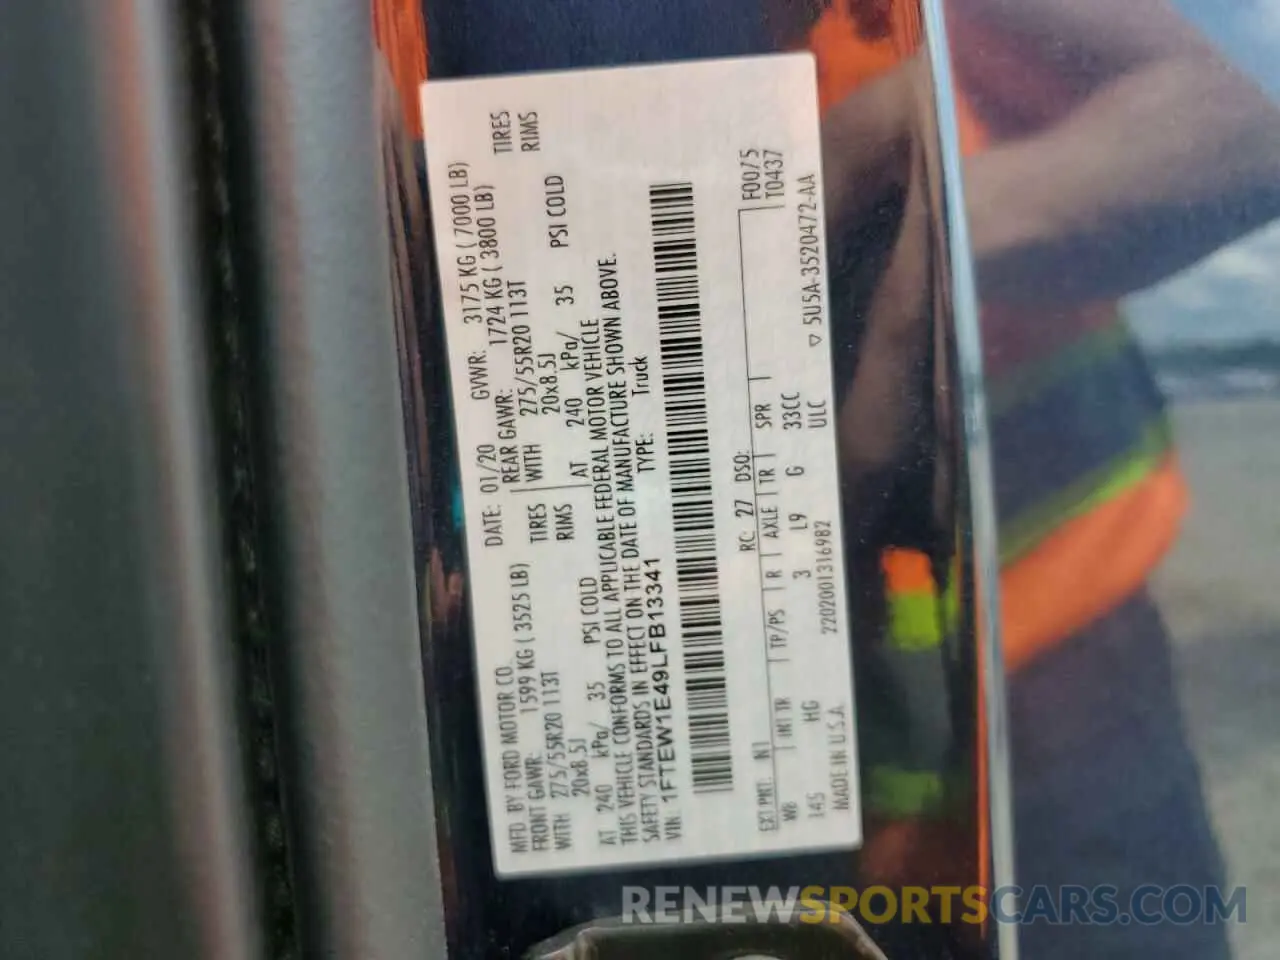 MFD. BY FORD MOTOR CO.
DATE: 01/20 GVWR: 3175 KG ( 7000 LB)
FRONT GAWR: 1599 KG ( 3525 LB) REAR GAWR: 1724 KG ( 3800 LB)
WITH 275/55R20 113T TIRES WITH 275/55R20 113T TIRES
20x8.5J RIMS 20x8.5J RIMS
AT 240 kPa/ 35 PSI COLD AT 240 kPa/ 35 PSI COLD
THIS VEHICLE CONFORMS TO ALL APPLICABLE FEDERAL MOTOR VEHICLE
SAFETY STANDARDS IN EFFECT ON THE DATE OF MANUFACTURE SHOWN ABOVE.
VIN: 1FTEW1E49LFB13341 TYPE: Truck
F0075
T0437
EXT PNT: N1 RC: 27 DSO:
WB INT TR TP/PS R AXLE TR SPR
145 HG 3 L9 G 33CC
ULC
MADE IN U.S.A. 2202001316982 ▽ 5U5A-3520472-AA
RENEWSPORTSCARS.COM